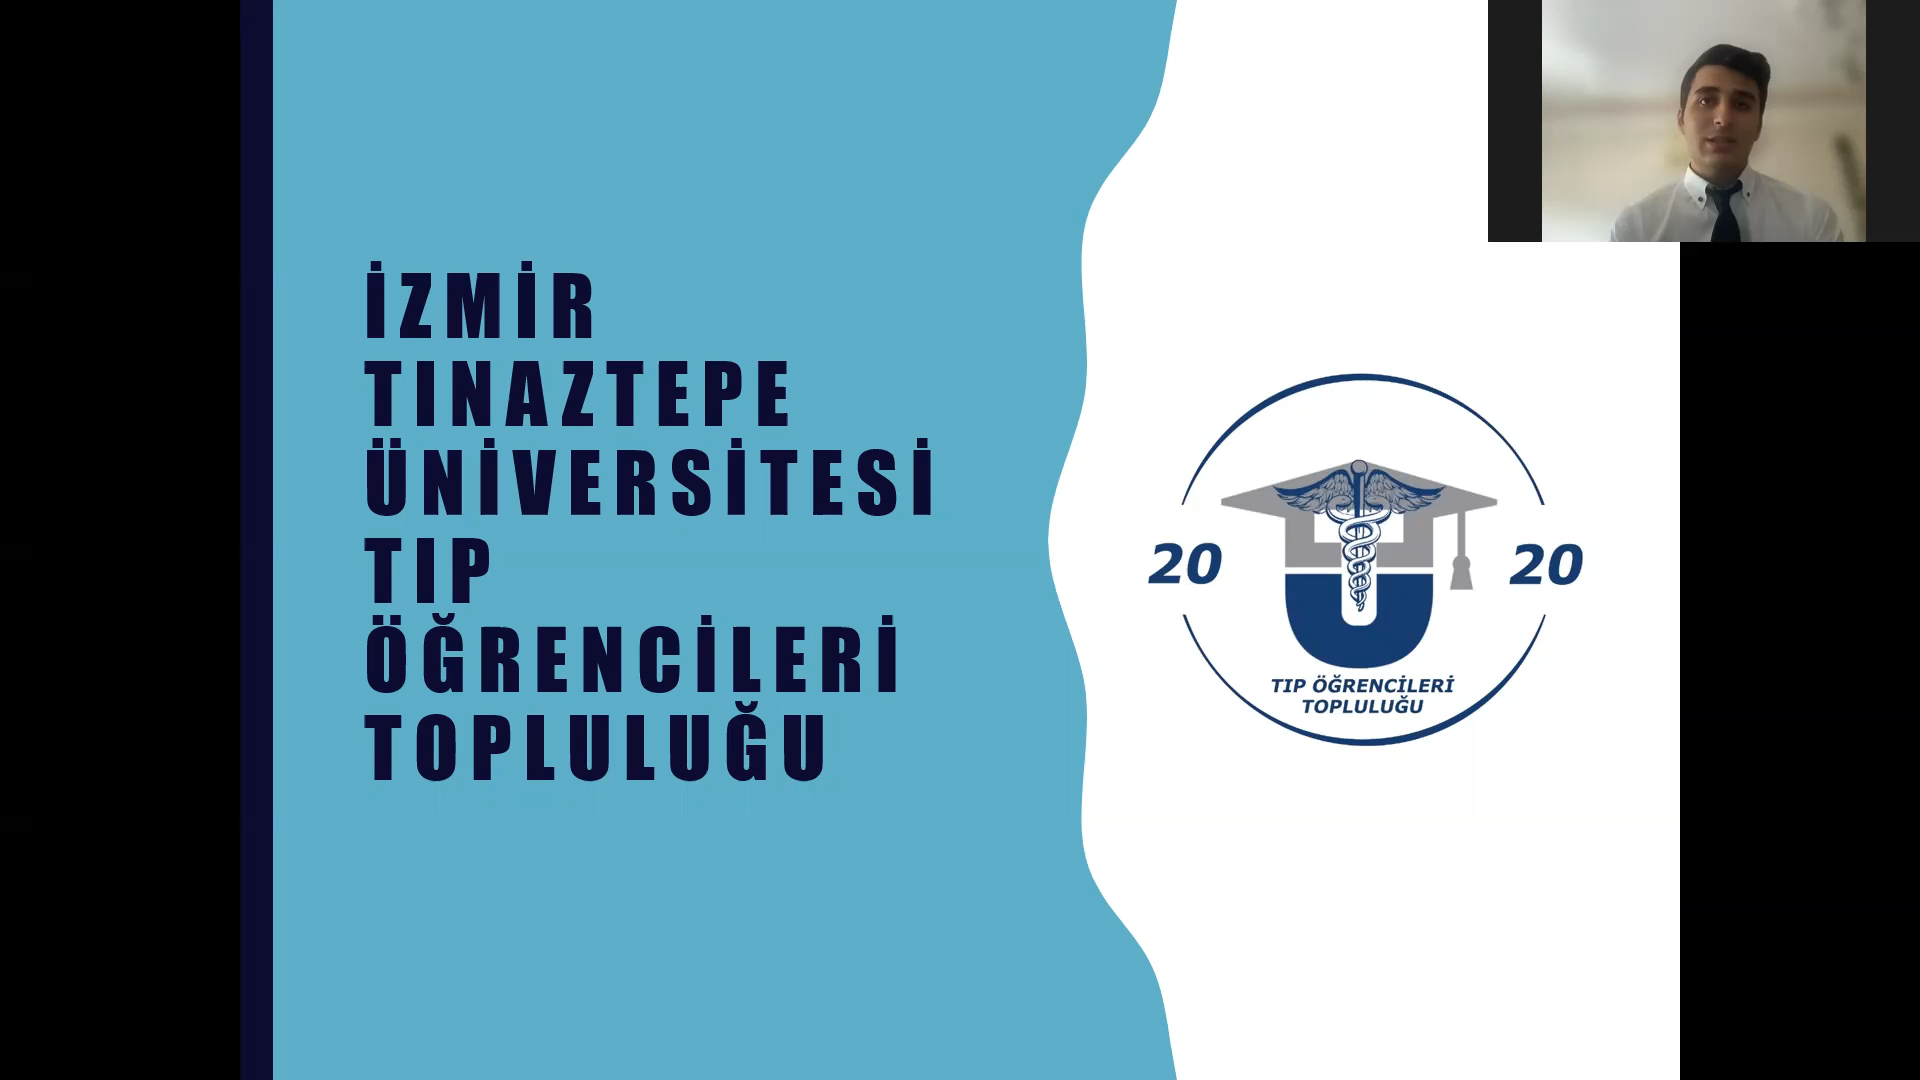 İZMİR
TINAZTEPE
ÜNİVERSİTESİ
TIP
ÖĞRENCİLERİ
TOPLULUĞU
20 20
TIP ÖĞRENCİLERİ
TOPLULUĞU